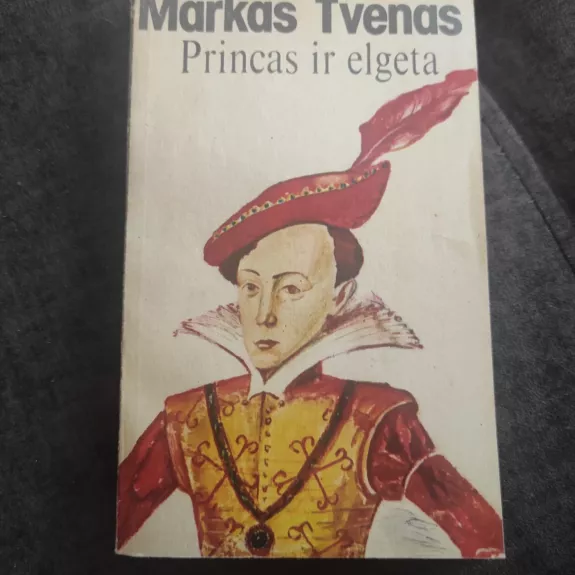 Markas Tvenas
Princas ir elgeta